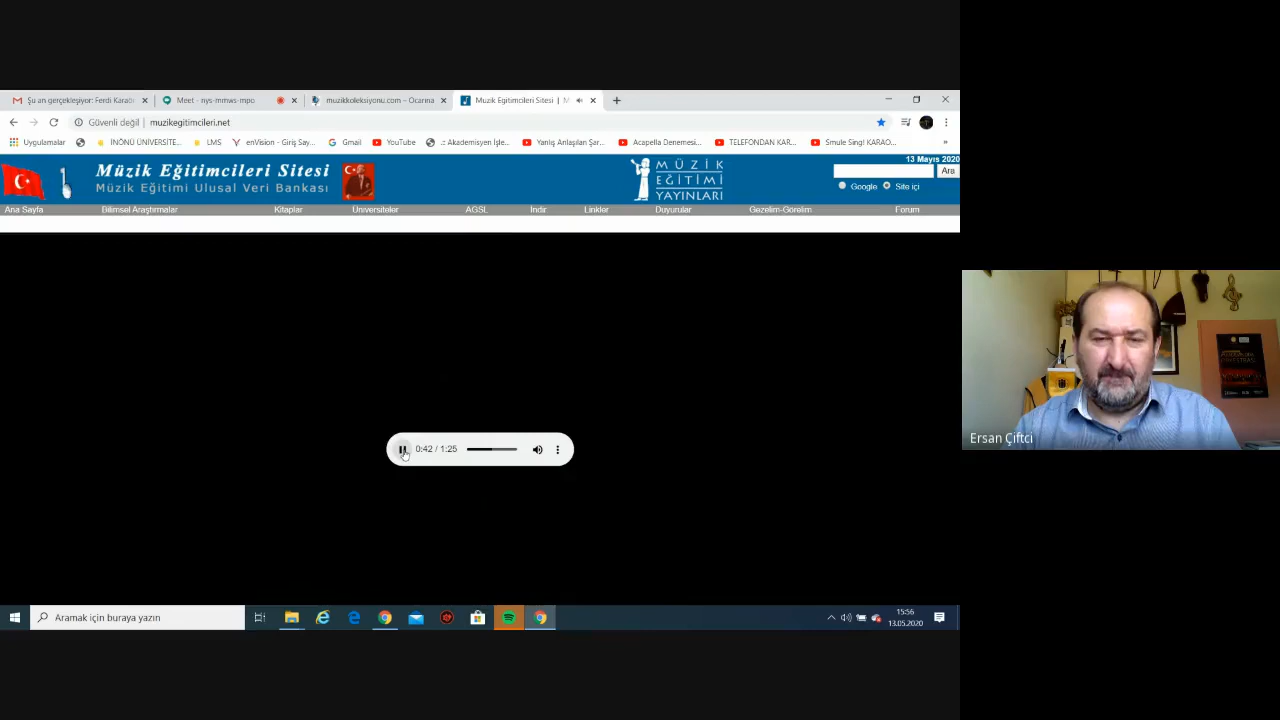 Şu an gerçekleşiyor: Ferdi Karaön
Meet - nys-mmws-mpo
muzikkoleksiyonu.com – Ocarina
Muzik Egitimcileri Sitesi | M
Güvenli değil | muzikegitimcileri.net
Uygulamalar
İNÖNÜ ÜNİVERSİTE...
LMS
enVision - Giriş Say...
Gmail
YouTube
.: Akademisyen İşle...
Yanlış Anlaşılan Şar...
Acapella Denemesi...
TELEFONDAN KAR...
Smule Sing! KARAO...
»
13 Mayıs 2020
Müzik Eğitimcileri Sitesi
Müzik Eğitimi Ulusal Veri Bankası
MÜZİK
EĞİTİMİ
YAYINLARI
Ara
Google
Site içi
Ana Sayfa
Bilimsel Araştırmalar
Kitaplar
Üniversiteler
AGSL
İndir
Linkler
Duyurular
Gezelim-Görelim
Forum
0:42 / 1:25
Ersan Çiftci
Aramak için buraya yazın
15:56
13.05.2020